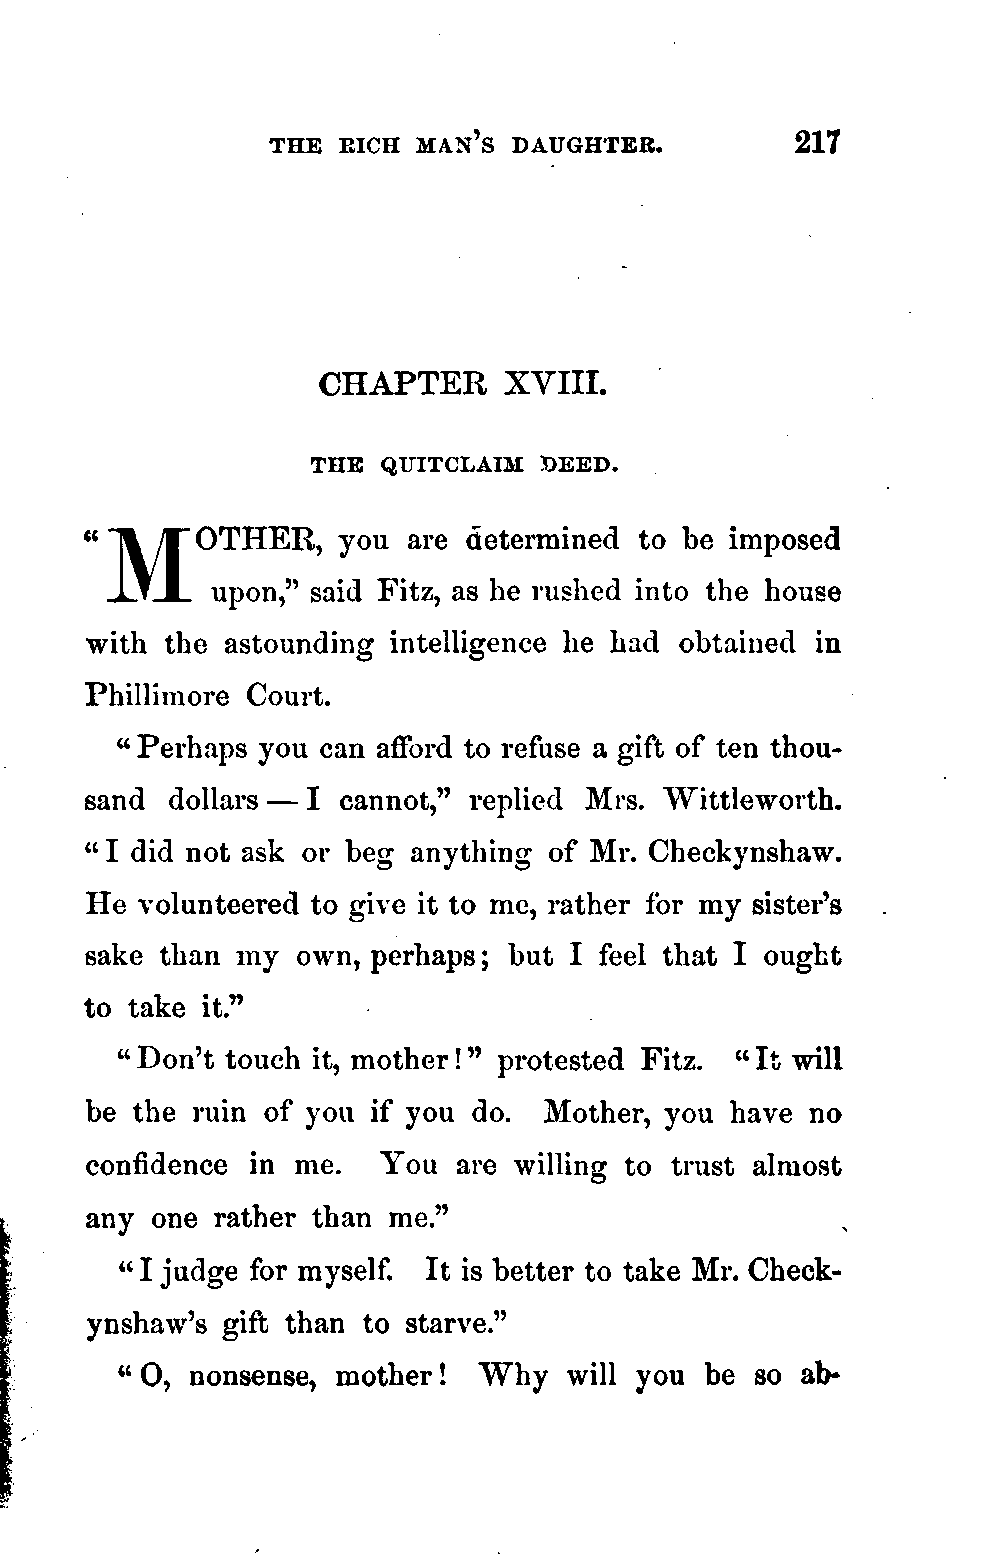 THE RICH MAN'S DAUGHTER. 217
CHAPTER XVIII.
THE QUITCLAIM DEED.
“MOTHER, you are determined to be imposed
upon,” said Fitz, as he rushed into the house
with the astounding intelligence he had obtained in
Phillimore Court.
“Perhaps you can afford to refuse a gift of ten thou-
sand dollars — I cannot,” replied Mrs. Wittleworth.
“I did not ask or beg anything of Mr. Checkynshaw.
He volunteered to give it to me, rather for my sister's
sake than my own, perhaps; but I feel that I ought
to take it.”
“Don't touch it, mother!” protested Fitz. “It will
be the ruin of you if you do. Mother, you have no
confidence in me. You are willing to trust almost
any one rather than me.”
“I judge for myself. It is better to take Mr. Check-
ynshaw's gift than to starve.”
“O, nonsense, mother! Why will you be so ab-